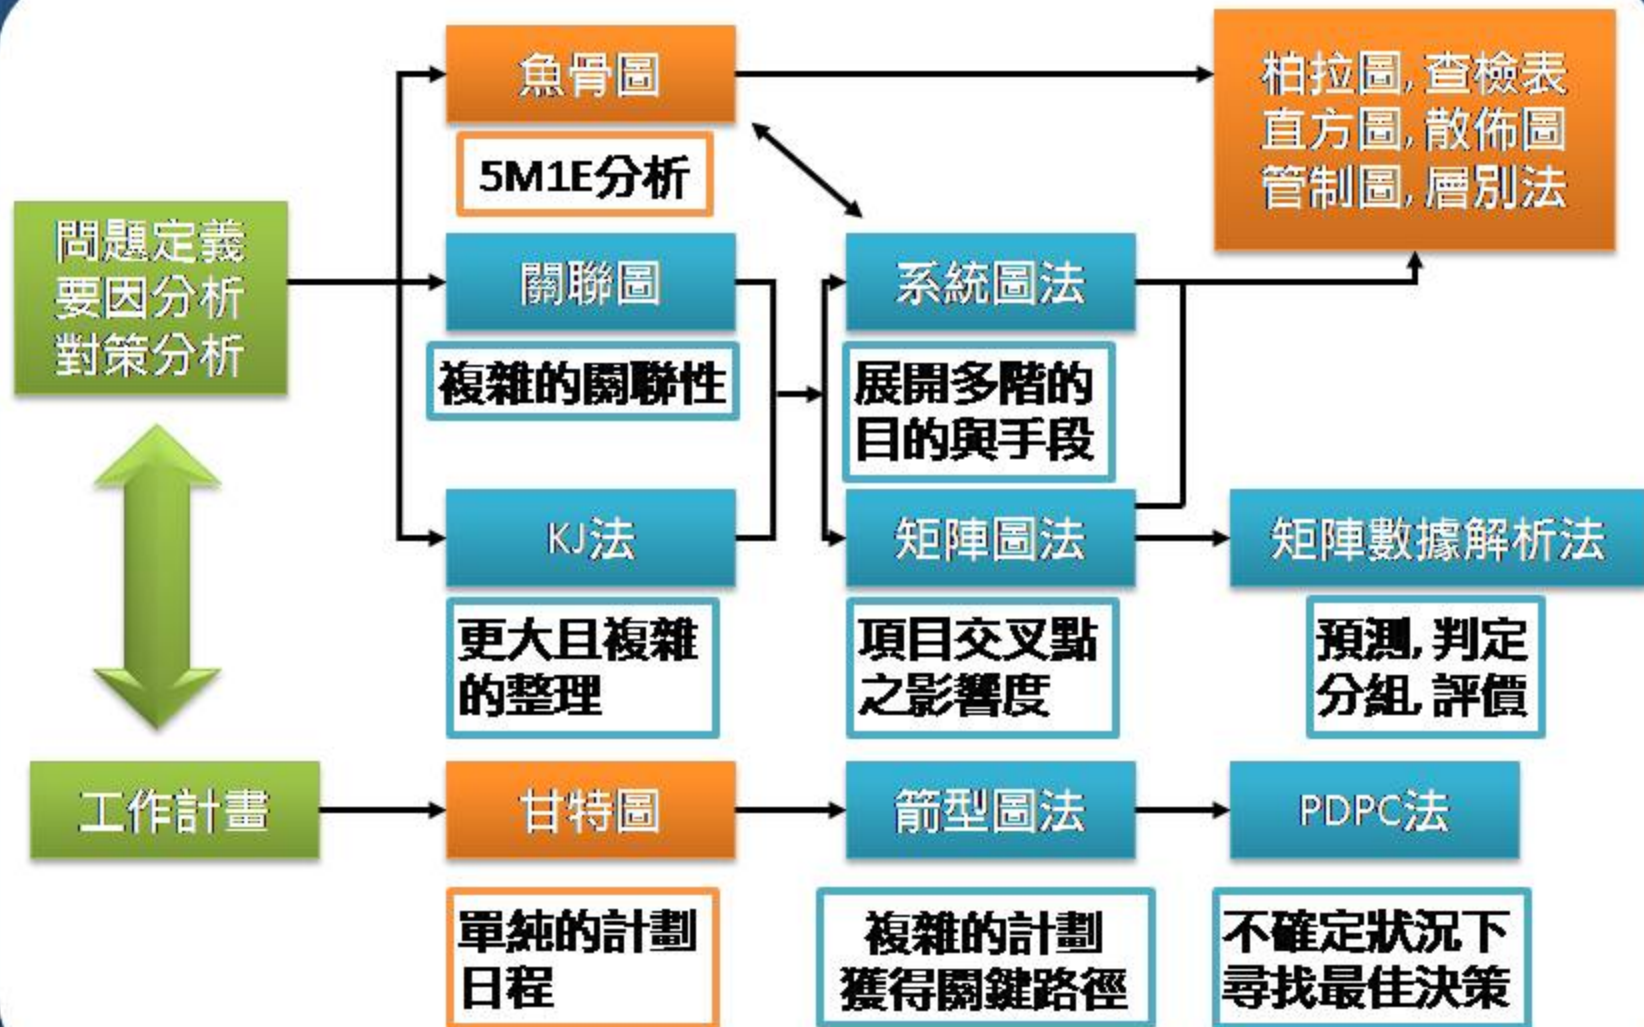 魚骨圖
5M1E分析
柏拉圖, 查檢表
直方圖, 散佈圖
管制圖, 層別法
問題定義
要因分析
對策分析
關聯圖
複雜的關聯性
系統圖法
展開多階的
目的與手段
KJ法
更大且複雜
的整理
矩陣圖法
項目交叉點
之影響度
矩陣數據解析法
預測, 判定
分組, 評價
工作計畫
甘特圖
單純的計劃
日程
箭型圖法
複雜的計劃
獲得關鍵路徑
PDPC法
不確定狀況下
尋找最佳決策